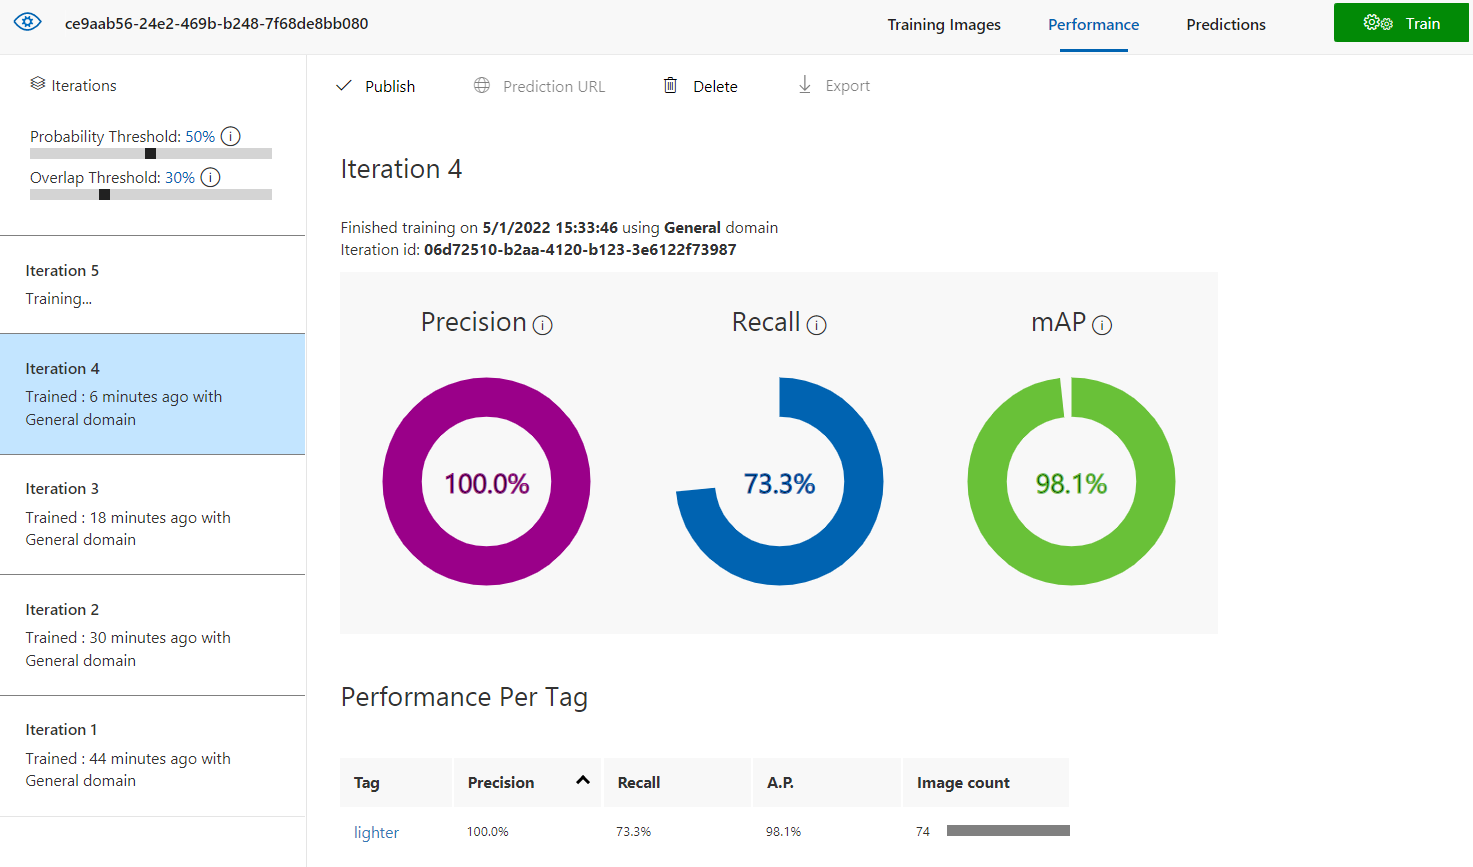 ce9aab56-24e2-469b-b248-7f68de8bb080
Training Images
Performance
Predictions
Train
Iterations
Probability Threshold: 50%
Overlap Threshold: 30%
Iteration 5
Training...
Iteration 4
Trained : 6 minutes ago with
General domain
Iteration 3
Trained : 18 minutes ago with
General domain
Iteration 2
Trained : 30 minutes ago with
General domain
Iteration 1
Trained : 44 minutes ago with
General domain
Publish
Prediction URL
Delete
Export
Iteration 4
Finished training on 5/1/2022 15:33:46 using General domain
Iteration id: 06d72510-b2aa-4120-b123-3e6122f73987
Precision
Recall
mAP
100.0%
73.3%
98.1%
Performance Per Tag
Tag Precision Recall A.P. Image count
lighter 100.0% 73.3% 98.1% 74